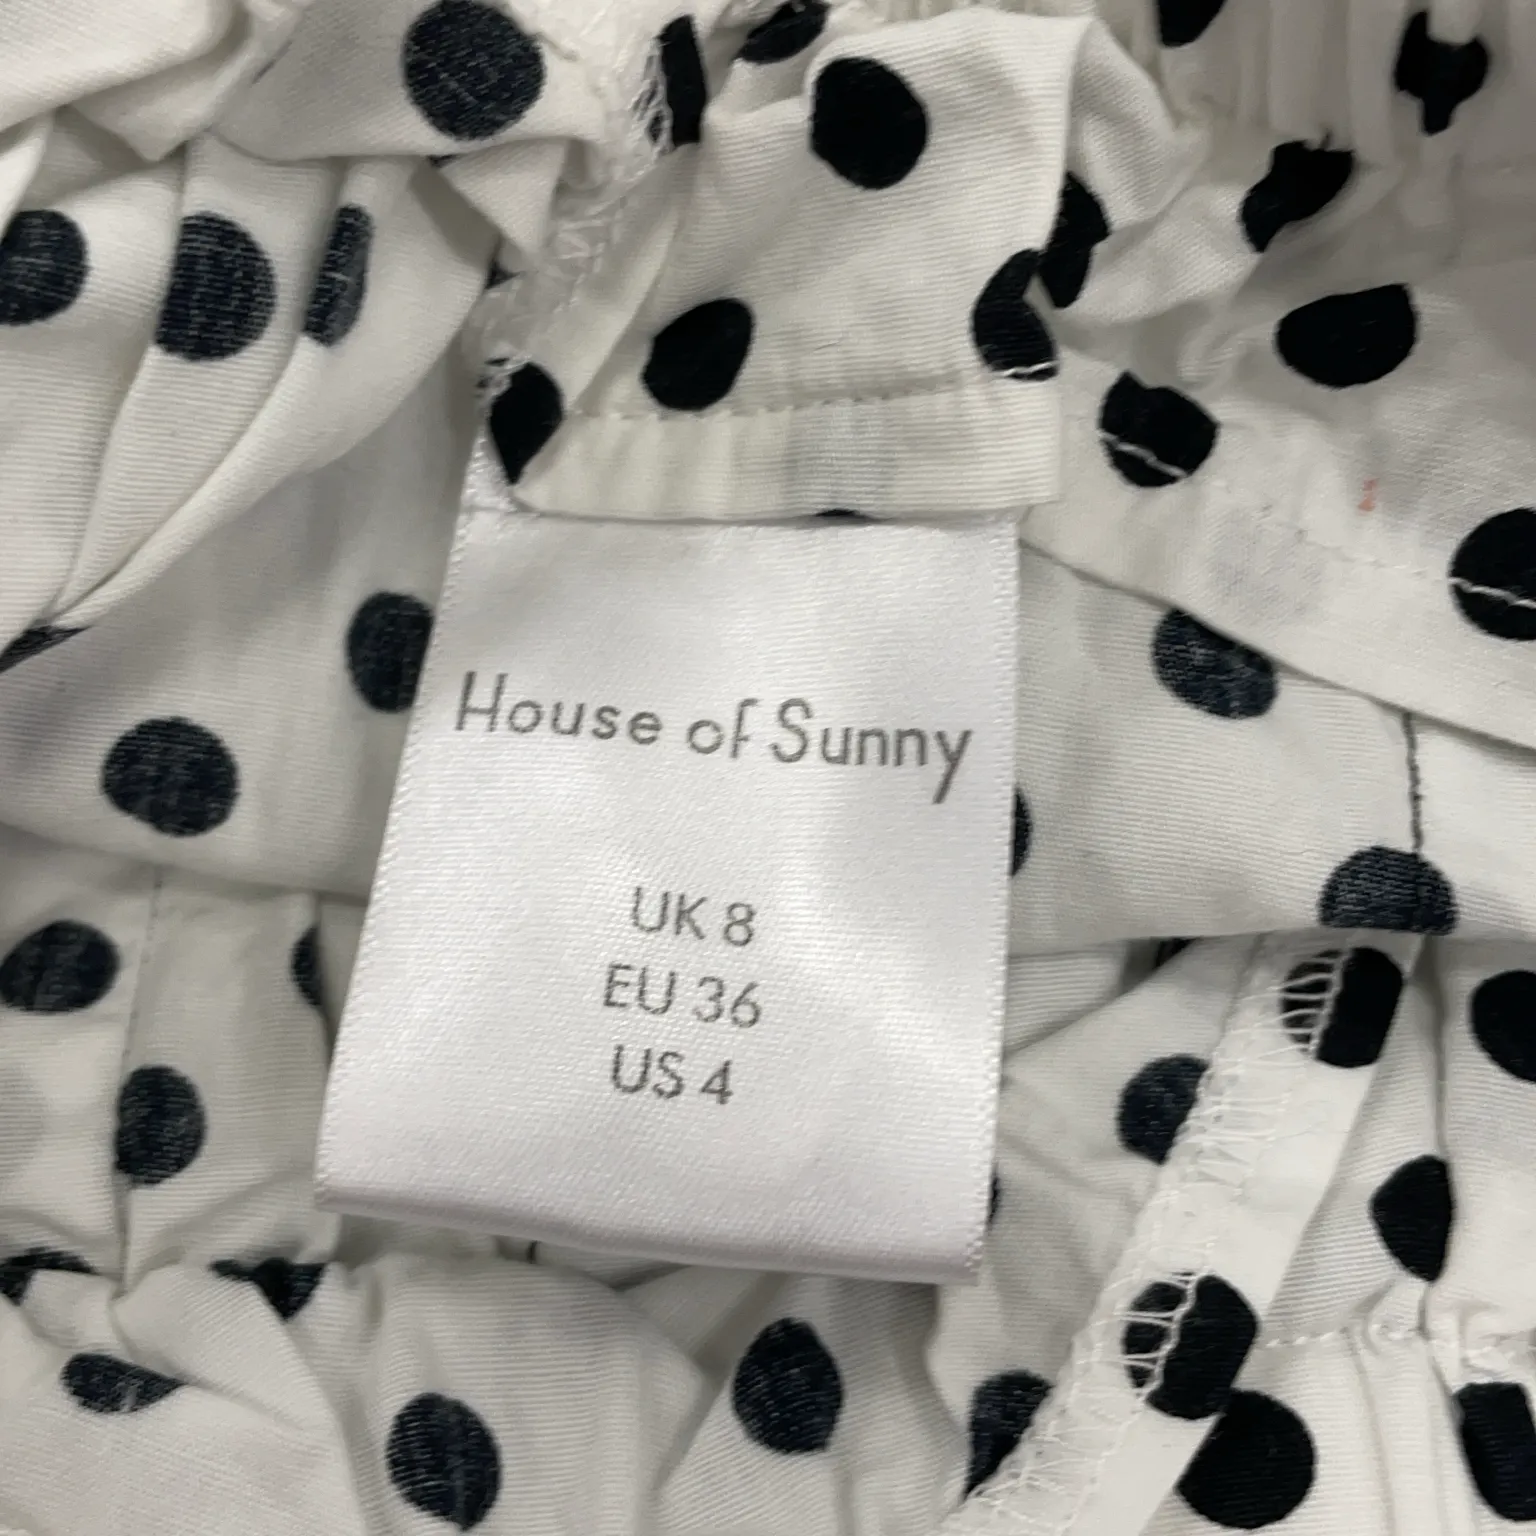 House of Sunny
UK 8
EU 36
US 4